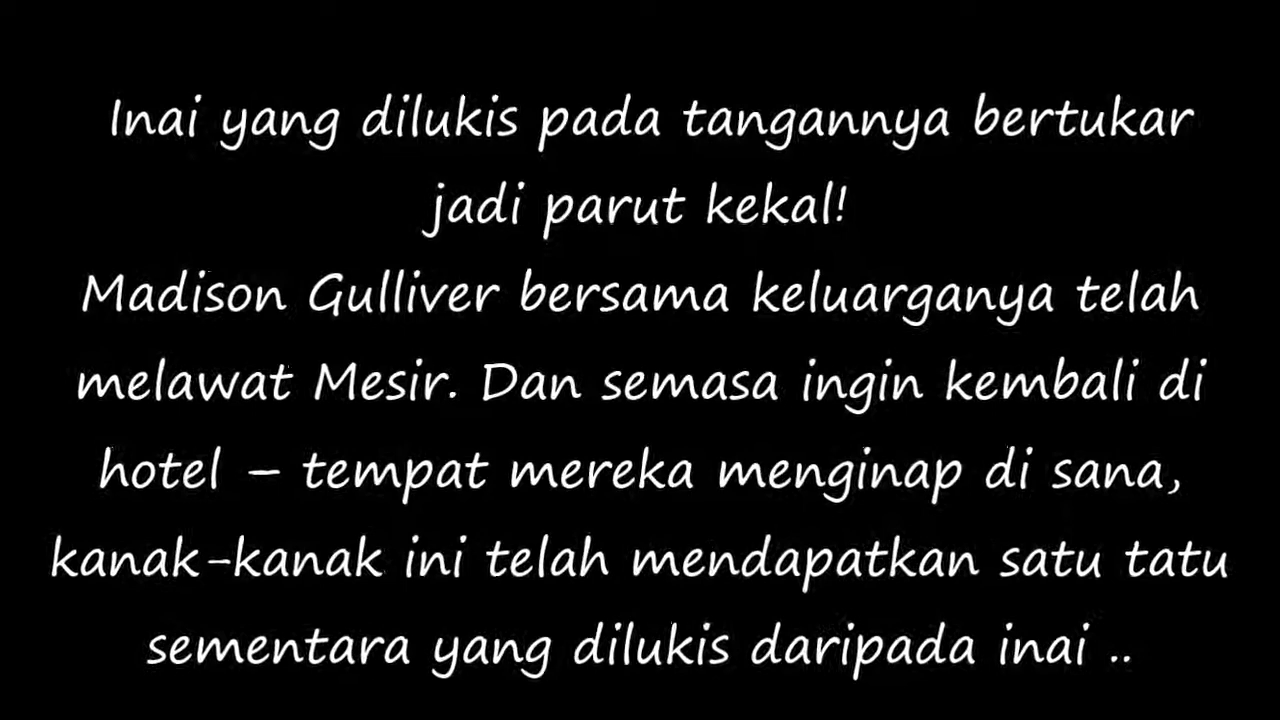 Inai yang dilukis pada tangannya bertukar
jadi parut kekal!
Madison Gulliver bersama keluarganya telah
melawat Mesir. Dan semasa ingin kembali di
hotel – tempat mereka menginap di sana,
kanak-kanak ini telah mendapatkan satu tatu
sementara yang dilukis daripada inai ..